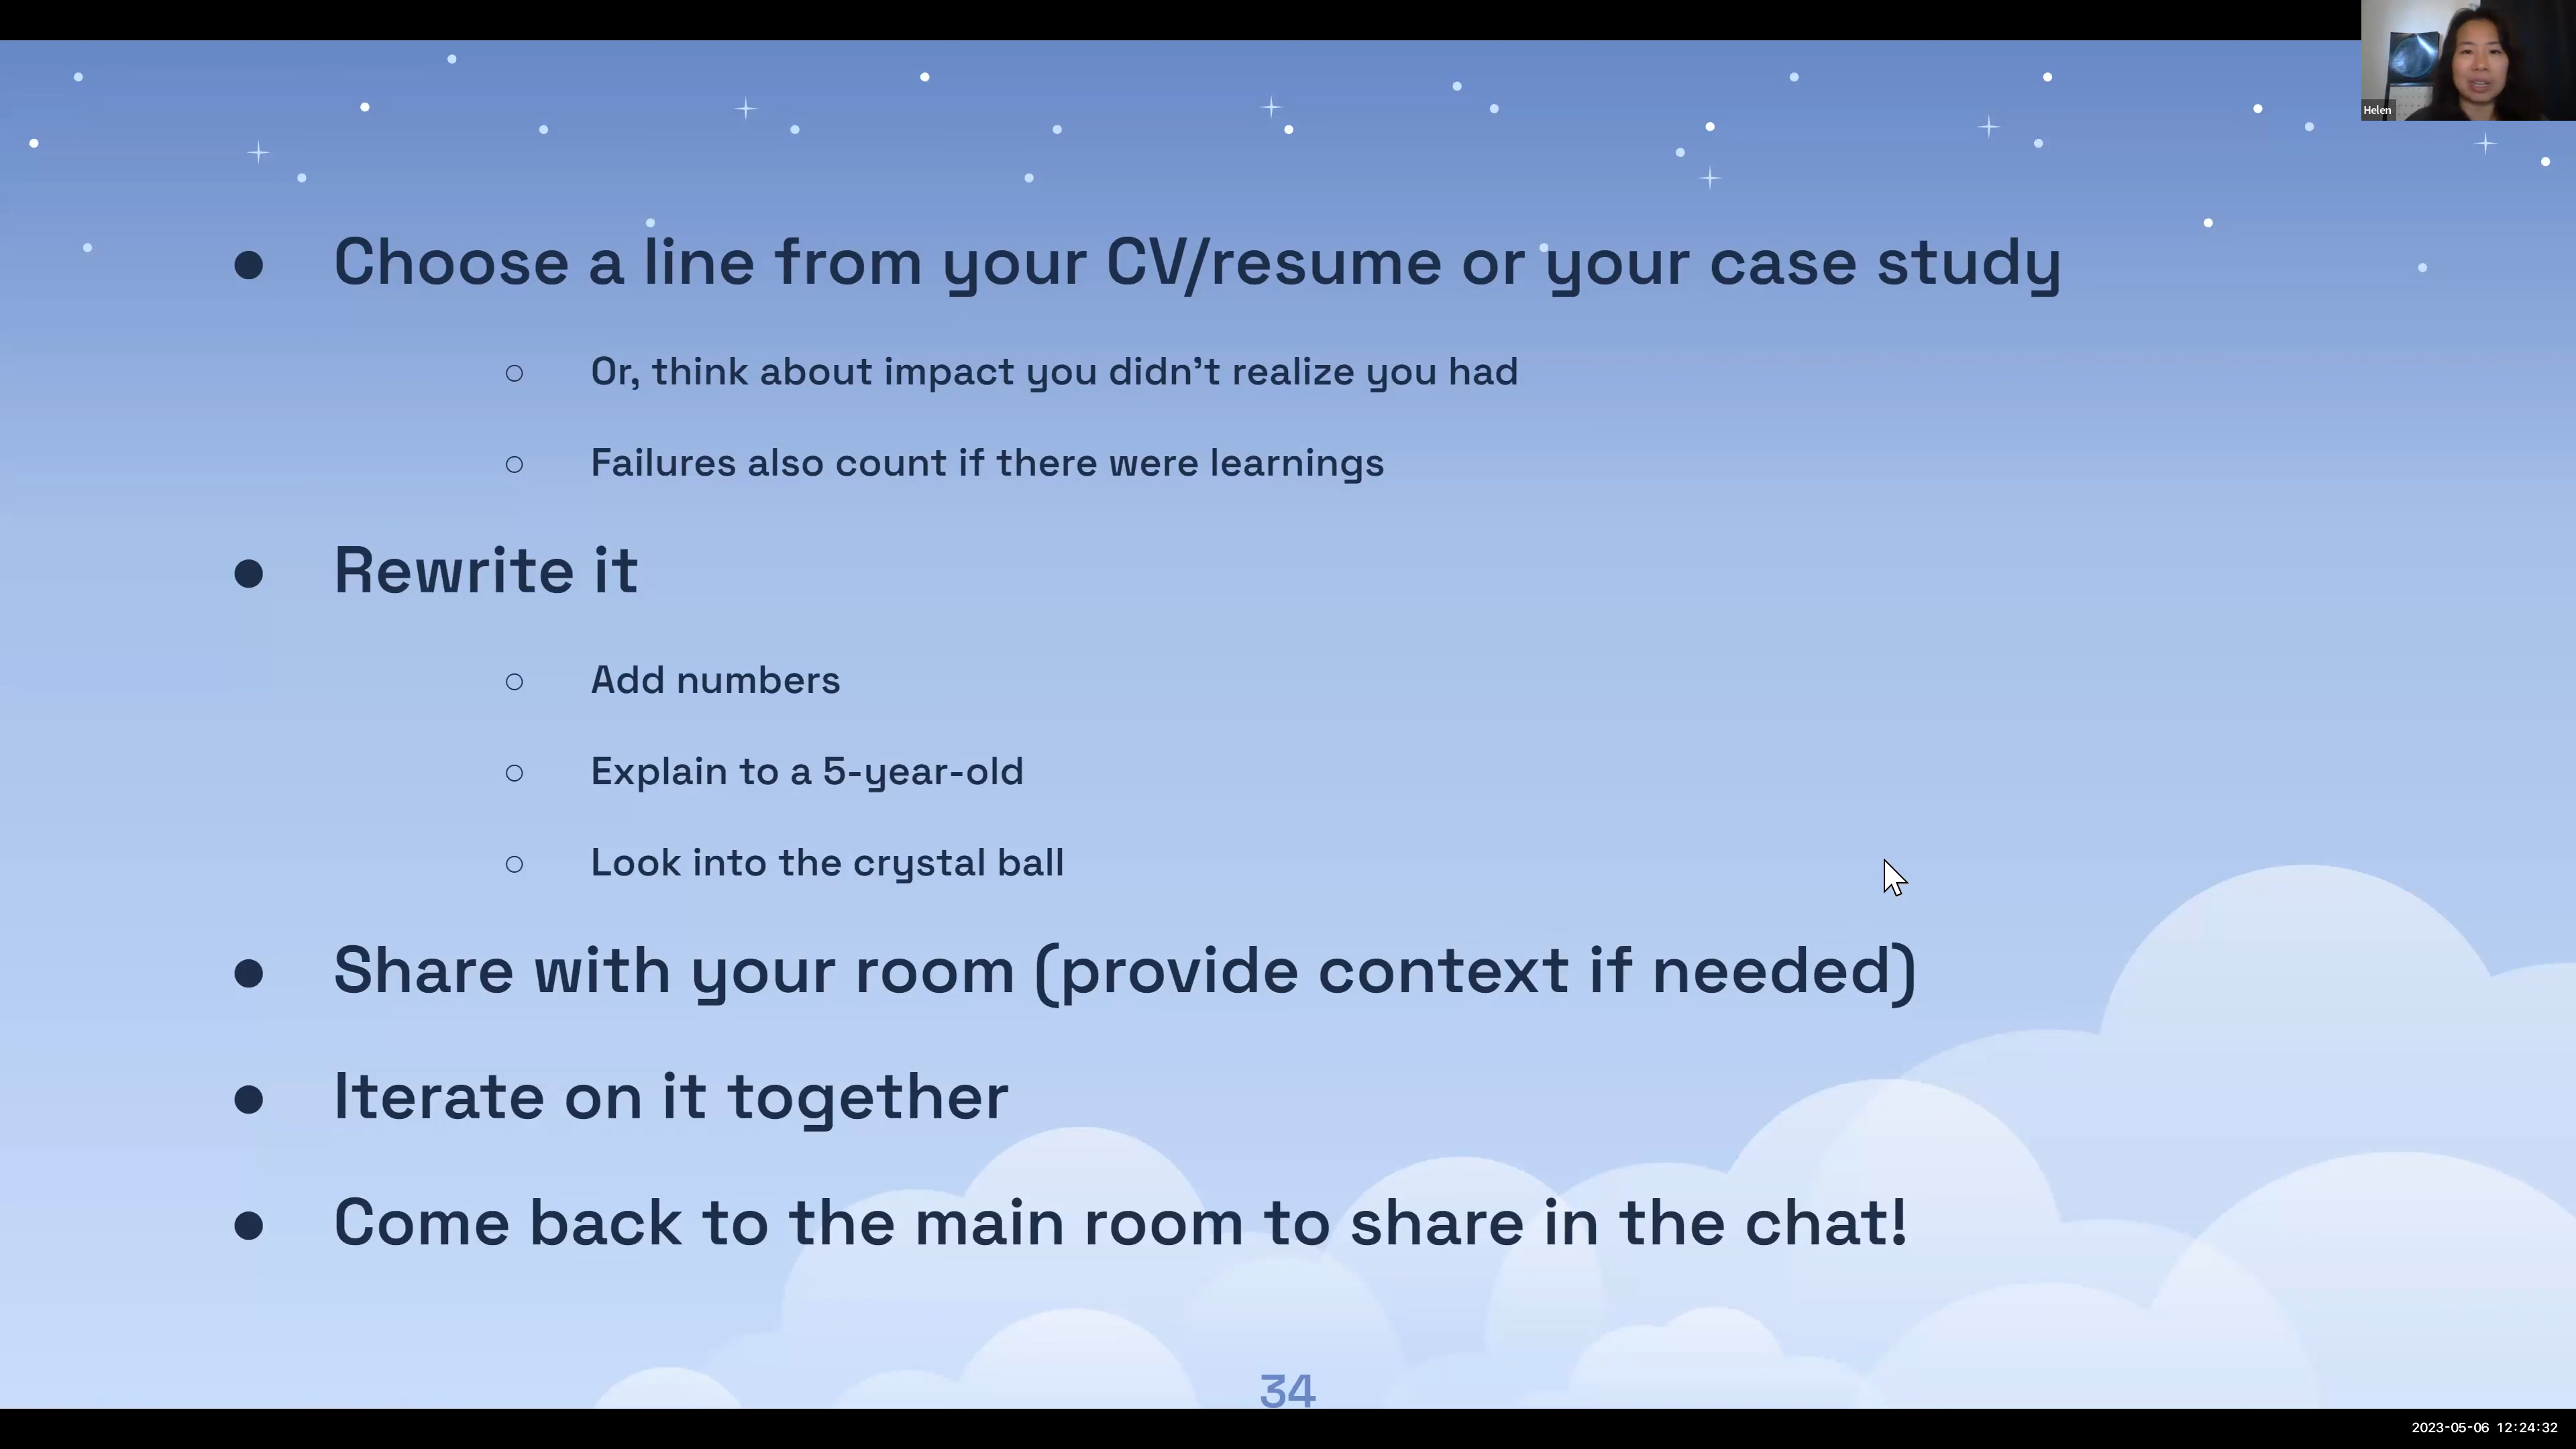 Helen
● Choose a line from your CV/resume or your case study
○ Or, think about impact you didn't realize you had
○ Failures also count if there were learnings
● Rewrite it
○ Add numbers
○ Explain to a 5-year-old
○ Look into the crystal ball
● Share with your room (provide context if needed)
● Iterate on it together
● Come back to the main room to share in the chat!
34
2023-05-06 12:24:32